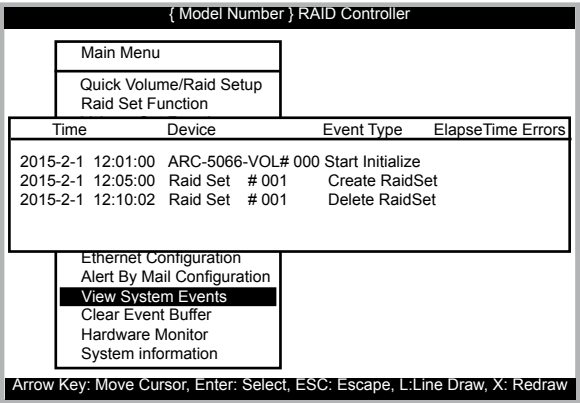 { Model Number } RAID Controller
Main Menu
Quick Volume/Raid Setup
Raid Set Function
Time Device Event Type ElapseTime Errors
2015-2-1 12:01:00 ARC-5066-VOL# 000 Start Initialize
2015-2-1 12:05:00 Raid Set # 001 Create RaidSet
2015-2-1 12:10:02 Raid Set # 001 Delete RaidSet
Ethernet Configuration
Alert By Mail Configuration
View System Events
Clear Event Buffer
Hardware Monitor
System information
Arrow Key: Move Cursor, Enter: Select, ESC: Escape, L:Line Draw, X: Redraw